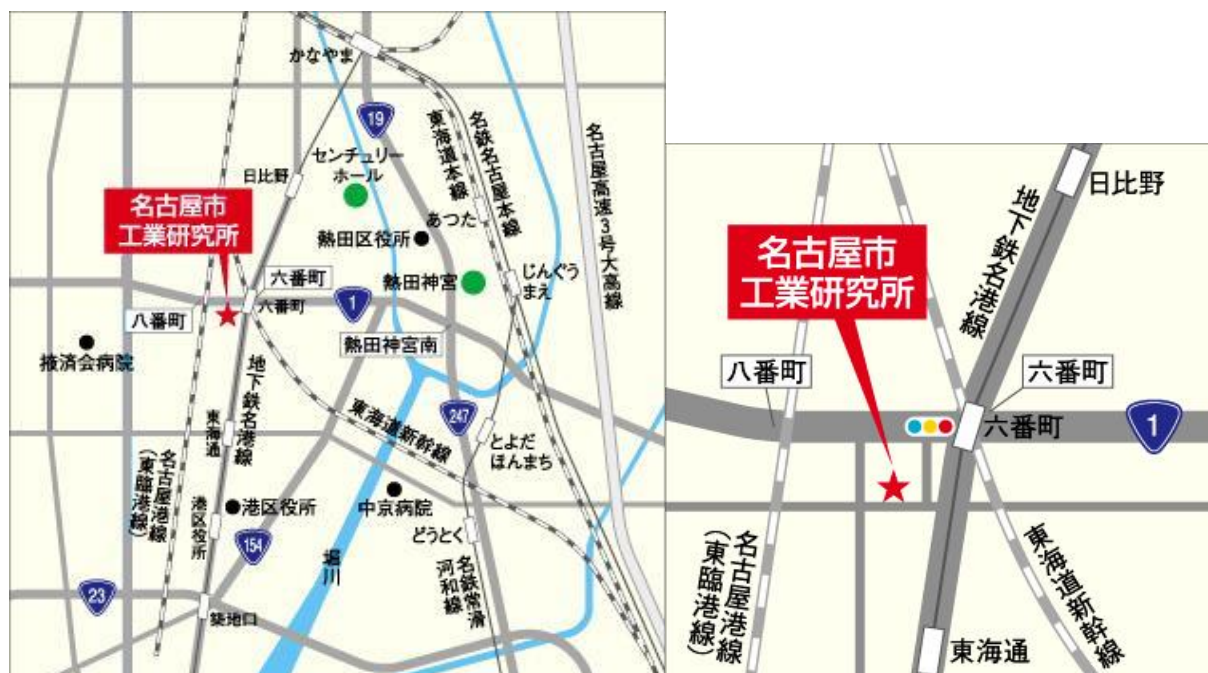 かなやま
19
センチュリー
ホール
東海道本線
名鉄名古屋本線
名古屋高速3号大高線
日比野
名古屋市
工業研究所
あつた
熱田区役所
じんぐう
まえ
熱田神宮
六番町
六番町
1
八番町
熱田神宮南
掖済会病院
地下鉄名港線
東海道新幹線
247
東海通
とよだ
ほんまち
名古屋港線
(東臨港線)
港区役所
港区役所
中京病院
どうとく
154
堀川
名鉄常滑
河和線
23
築地口
日比野
地下鉄名港線
名古屋市
工業研究所
八番町
六番町
六番町
1
名古屋港線
(東臨港線)
東海道新幹線
東海通